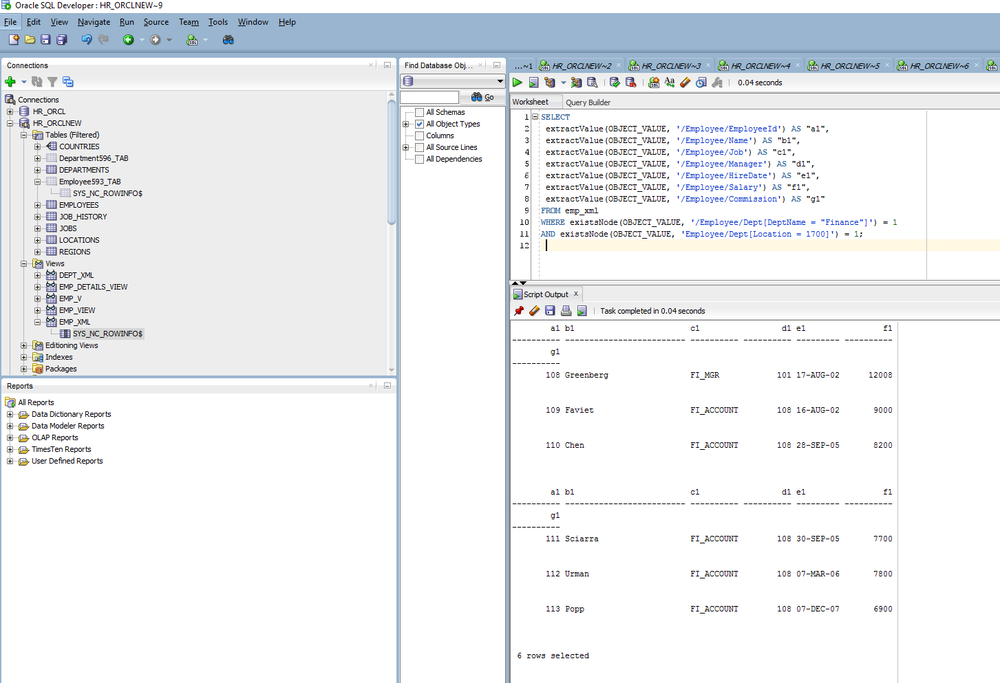 Oracle SQL Developer : HR_ORCLNEW~9
File Edit View Navigate Run Source Team Tools Window Help
Connections
Connections
HR_ORCL
HR_ORCLNEW
Tables (Filtered)
COUNTRIES
Department596_TAB
DEPARTMENTS
Employee593_TAB
SYS_NC_ROWINFO$
EMPLOYEES
JOB_HISTORY
JOBS
LOCATIONS
REGIONS
Views
DEPT_XML
EMP_DETAILS_VIEW
EMP_V
EMP_VIEW
EMP_XML
SYS_NC_ROWINFO$
Editioning Views
Indexes
Packages
Reports
All Reports
Data Dictionary Reports
Data Modeler Reports
OLAP Reports
TimesTen Reports
User Defined Reports
Find Database Obj...
Go
All Schemas
All Object Types
Columns
All Source Lines
All Dependencies
...~1 HR_ORCLNEW~2 HR_ORCLNEW~3 HR_ORCLNEW~4 HR_ORCLNEW~5 HR_ORCLNEW~6
0.04 seconds
Worksheet Query Builder
1 SELECT
2 extractValue(OBJECT_VALUE, '/Employee/EmployeeId') AS "a1",
3 extractValue(OBJECT_VALUE, '/Employee/Name') AS "b1",
4 extractValue(OBJECT_VALUE, '/Employee/Job') AS "c1",
5 extractValue(OBJECT_VALUE, '/Employee/Manager') AS "d1",
6 extractValue(OBJECT_VALUE, '/Employee/HireDate') AS "e1",
7 extractValue(OBJECT_VALUE, '/Employee/Salary') AS "f1",
8 extractValue(OBJECT_VALUE, '/Employee/Commission') AS "g1"
9 FROM emp_xml
10 WHERE existsNode(OBJECT_VALUE, '/Employee/Dept[DeptName = "Finance"]') = 1
11 AND existsNode(OBJECT_VALUE, 'Employee/Dept[Location = 1700]') = 1;
12
Script Output x
Task completed in 0.04 seconds
a1 b1 c1 d1 e1 f1
---------- ------------------------- ---------- ---------- --------- ----------
g1
----------
108 Greenberg FI_MGR 101 17-AUG-02 12008
109 Faviet FI_ACCOUNT 108 16-AUG-02 9000
110 Chen FI_ACCOUNT 108 28-SEP-05 8200
a1 b1 c1 d1 e1 f1
---------- ------------------------- ---------- ---------- --------- ----------
g1
----------
111 Sciarra FI_ACCOUNT 108 30-SEP-05 7700
112 Urman FI_ACCOUNT 108 07-MAR-06 7800
113 Popp FI_ACCOUNT 108 07-DEC-07 6900
6 rows selected